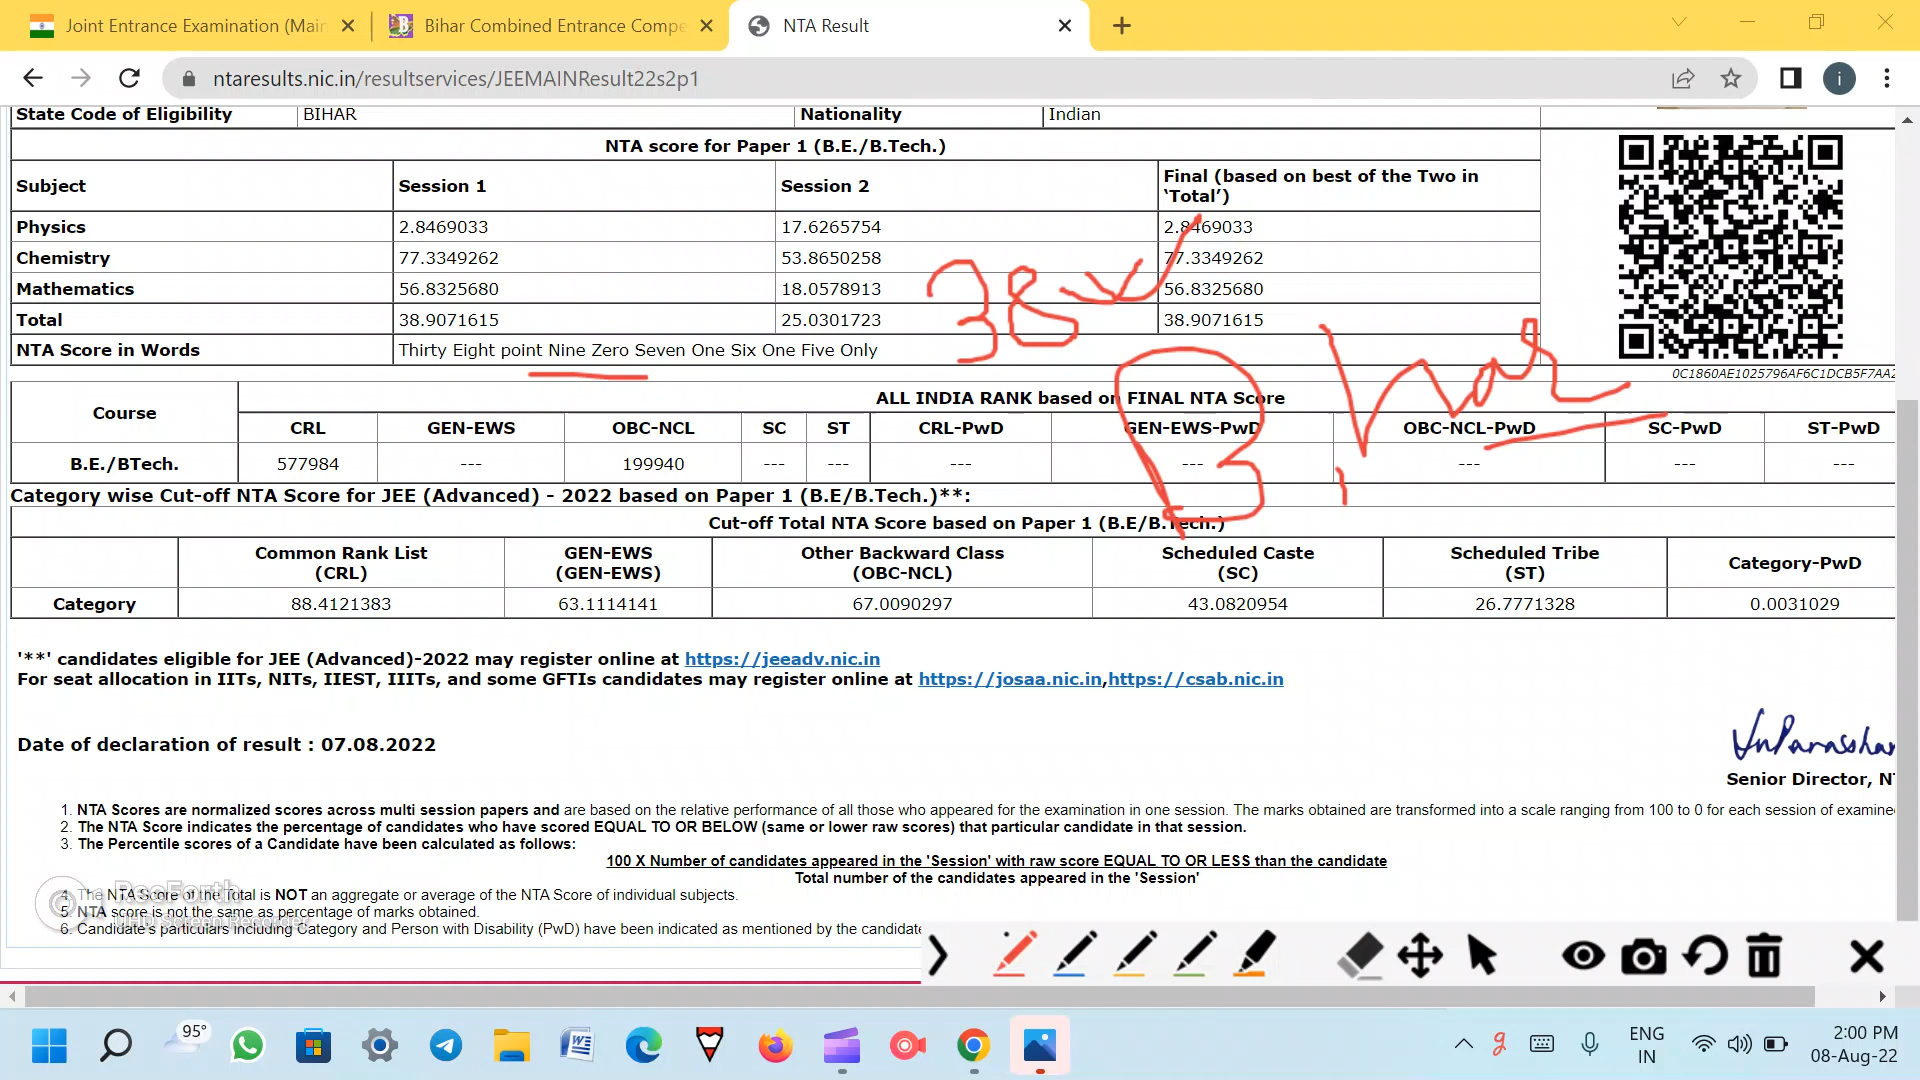 Joint Entrance Examination (Main
Bihar Combined Entrance Compe
NTA Result
ntaresults.nic.in/resultservices/JEEMAINResult22s2p1
i
State Code of Eligibility BIHAR Nationality Indian
NTA score for Paper 1 (B.E./B.Tech.)
Subject Session 1 Session 2 Final (based on best of the Two in
‘Total’)
Physics 2.8469033 17.6265754 2.8469033
Chemistry 77.3349262 53.8650258 77.3349262
Mathematics 56.8325680 18.0578913 56.8325680
Total 38.9071615 25.0301723 38.9071615
NTA Score in Words Thirty Eight point Nine Zero Seven One Six One Five Only
38
Bihar
0C1860AE1025796AF6C1DCB5F7AA2
Course ALL INDIA RANK based on FINAL NTA Score
CRL GEN-EWS OBC-NCL SC ST CRL-PwD GEN-EWS-PwD OBC-NCL-PwD SC-PwD ST-PwD
B.E./BTech. 577984 --- 199940 --- --- --- --- --- --- ---
Category wise Cut-off NTA Score for JEE (Advanced) - 2022 based on Paper 1 (B.E/B.Tech.)**:
Cut-off Total NTA Score based on Paper 1 (B.E/B.Tech.)
Common Rank List
(CRL)
GEN-EWS
(GEN-EWS)
Other Backward Class
(OBC-NCL)
Scheduled Caste
(SC)
Scheduled Tribe
(ST)
Category-PwD
Category 88.4121383 63.1114141 67.0090297 43.0820954 26.7771328 0.0031029
'**' candidates eligible for JEE (Advanced)-2022 may register online at https://jeeadv.nic.in
For seat allocation in IITs, NITs, IIEST, IIITs, and some GFTIs candidates may register online at https://josaa.nic.in,https://csab.nic.in
Date of declaration of result : 07.08.2022
Senior Director, NT
1. NTA Scores are normalized scores across multi session papers and are based on the relative performance of all those who appeared for the examination in one session. The marks obtained are transformed into a scale ranging from 100 to 0 for each session of examine
2. The NTA Score indicates the percentage of candidates who have scored EQUAL TO OR BELOW (same or lower raw scores) that particular candidate in that session.
3. The Percentile scores of a Candidate have been calculated as follows:
100 X Number of candidates appeared in the 'Session' with raw score EQUAL TO OR LESS than the candidate
Total number of the candidates appeared in the 'Session'
4. The NTA Score of the Total is NOT an aggregate or average of the NTA Score of individual subjects.
5. NTA score is not the same as percentage of marks obtained.
6. Candidate's particulars including Category and Person with Disability (PwD) have been indicated as mentioned by the candidate
RecForth
UHD Screen Recorder
95°
ENG
IN
2:00 PM
08-Aug-22